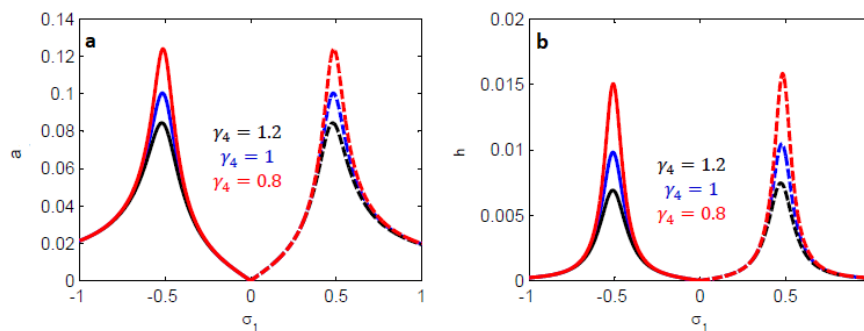 a
0.14
0.12
0.1
0.08
0.06
0.04
0.02
0
a
γ₄ = 1.2
γ₄ = 1
γ₄ = 0.8
-1 -0.5 0 0.5 1
σ₁
b
0.02
0.015
0.01
0.005
0
h
γ₄ = 1.2
γ₄ = 1
γ₄ = 0.8
-1 -0.5 0 0.5
σ₁